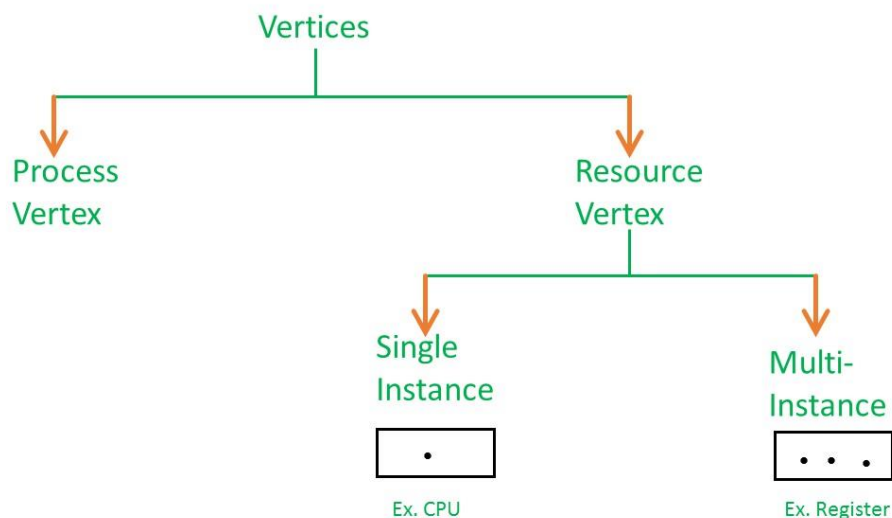 Vertices
Process
Vertex
Resource
Vertex
Single
Instance
Multi-
Instance
Ex. CPU
Ex. Register